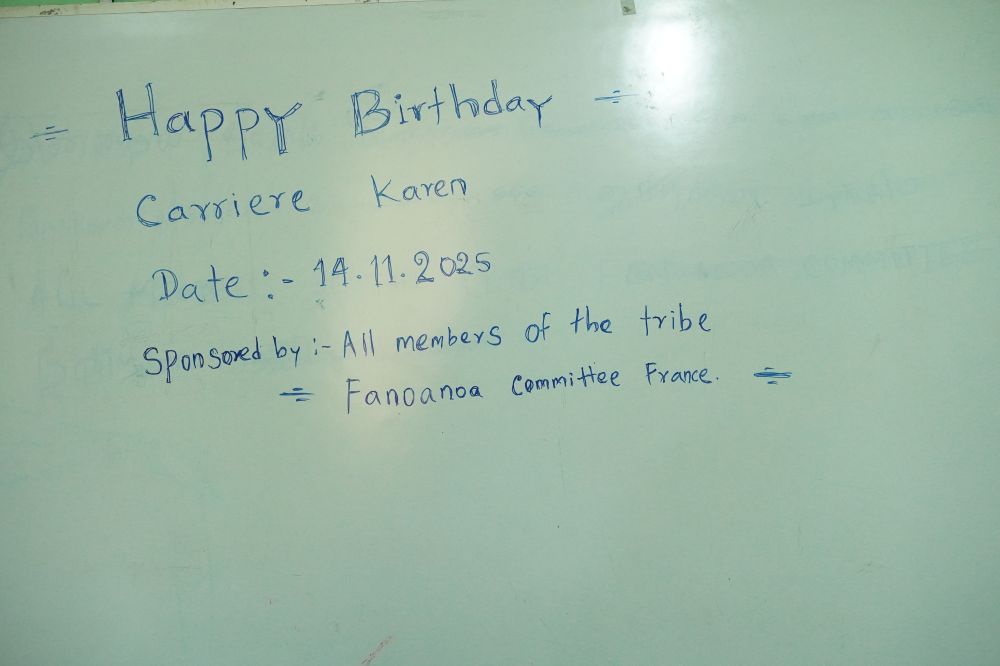 ÷ Happy Birthday ÷
Carriere Karen
Date :- 14.11.2025
Sponsored by :- All members of the tribe
÷ Fanoanoa Committee France. ÷